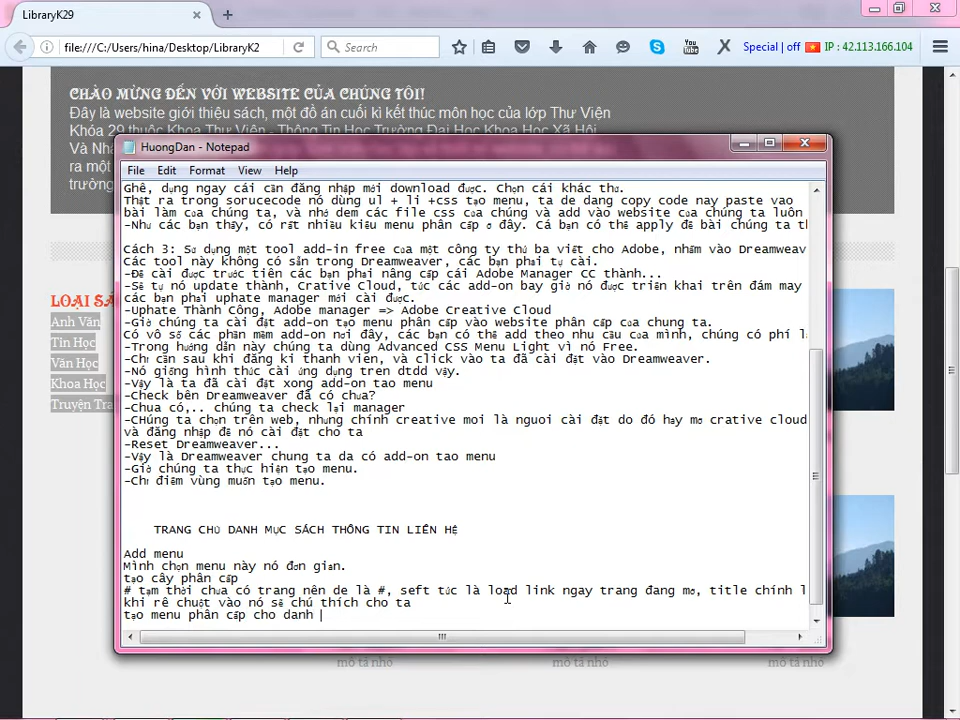 LibraryK29
file:///C:/Users/hina/Desktop/LibraryK2
Search
You
Tube
Special | off
IP : 42.113.166.104
CHÀO MỪNG ĐẾN VỚI WEBSITE CỦA CHÚNG TÔI!
Đây là website giới thiệu sách, một đồ án cuối kì kết thúc môn học của lớp Thư Viện
Khóa 29 thuộc Khoa Thư Viện - Thông Tin Học Trường Đại Học Khoa Học Xã Hội
Và Nhâ
ra một
trường
HuongDan - Notepad
File Edit Format View Help
Ghê, dụng ngay cái cần đăng nhập mới download được. Chọn cái khác thử.
Thật ra trong sorucecode nó dùng ul + li +css tạo menu, ta de dang copy code nay paste vao
bài làm của chúng ta, và nhớ dem các file css của chúng và add vào website của chúng ta luôn
-Như các bạn thấy, có rất nhiều kiểu menu phân cấp ở đây. Cá bạn có thể apply để bài chúng ta th
Cách 3: Sử dụng một tool add-in free của một công ty thứ ba viết cho Adobe, nhằm vào Dreamweav
Các tool này không có sẵn trong Dreamweaver, các bạn phải tự cài.
-Để cài được trước tiên các bạn phải nâng cấp cái Adobe Manager CC thành...
-Sẽ tự nó update thành, Crative Cloud, tức các add-on bay giờ nó được triển khai trên đám may
các bạn phải uphate manager mới cài được.
-Uphate Thành Công, Adobe manager => Adobe Creative Cloud
-Giờ chúng ta cài đặt add-on tạo menu phân cấp vào website phân cấp của chung ta.
Có vô số các phần mềm add-on nơi đây, các bạn có thể add theo nhu cầu của mình, chúng có phí l
-Trong hướng dẫn này chúng ta dùng Advanced CSS Menu Light vì nó Free.
-Chỉ cần sau khi đăng kí thanh viên, và click vào ta đã cài đặt vào Dreamweaver.
-Nó giống hình thức cài ứng dụng tren dtdd vậy.
-Vậy là ta đã cài đặt xong add-on tao menu
-Check bên Dreamweaver đã có chưa?
-Chua có,.. chúng ta check lại manager
-CHúng ta chọn trên web, nhưng chính creative moi là nguoi cài đặt do đó hạy mở crative cloud
và đăng nhập để nó cài đặt cho ta
-Reset Dreamweaver...
-Vậy là Dreamweaver chung ta da có add-on tao menu
-Giờ chúng ta thực hiện tạo menu.
-Chỉ điểm vùng muốn tạo menu.
TRANG CHỦ DANH MỤC SÁCH THÔNG TIN LIÊN HỆ
Add menu
Mình chọn menu này nó đơn giản.
tạo cây phân cấp
# tạm thời chưa có trang nên de là #, seft tức là load link ngay trang đang mở, title chính l
khi rê chuột vào nó sẽ chú thích cho ta
tạo menu phân cấp cho danh
LOẠI SÁ
Anh Văn
Tin Học
Văn Học
Khoa Học
Truyện Tra
mô tả nhỏ
mô tả nhỏ
mô tả nhỏ